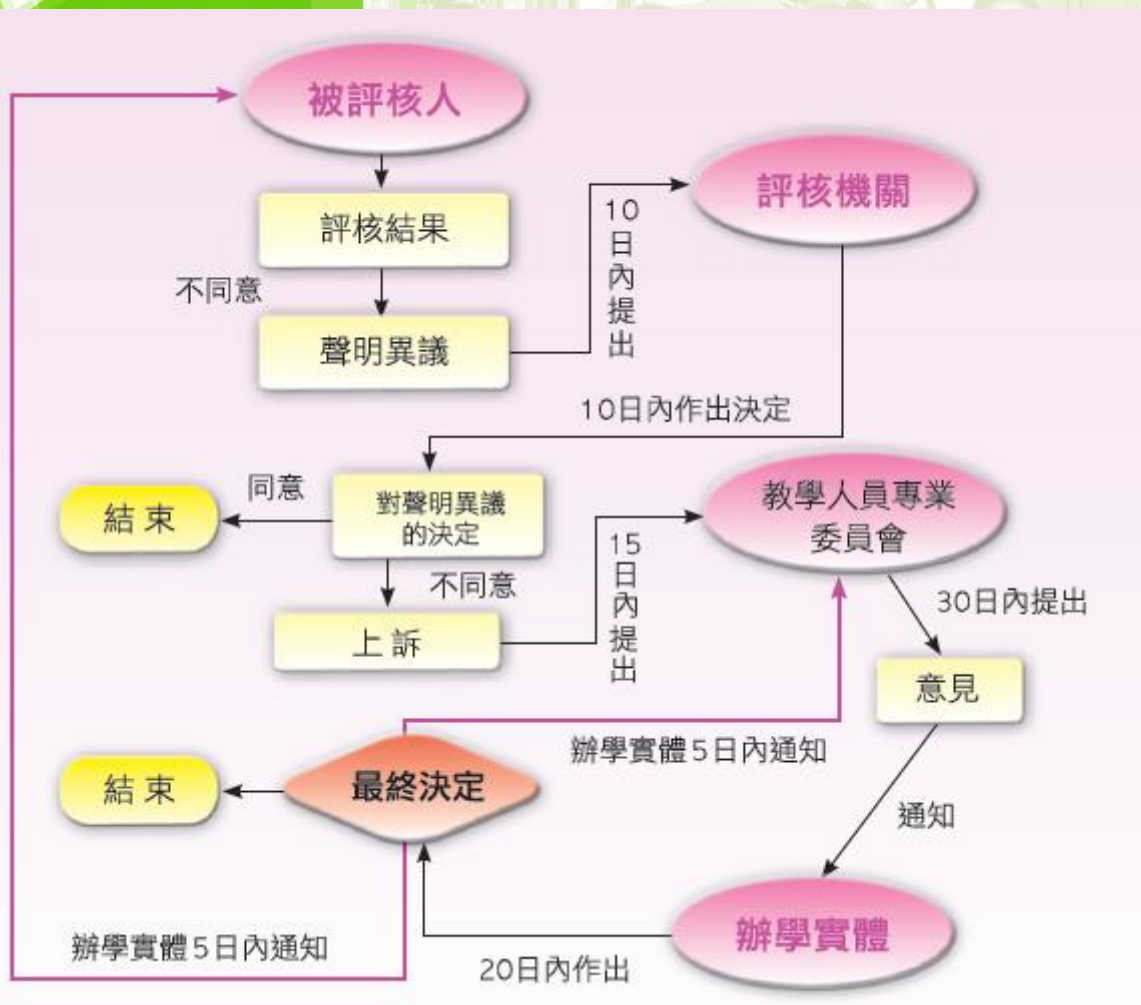 被評核人
評核結果
不同意
聲明異議
10日內提出
評核機關
10日內作出決定
對聲明異議
的決定
同意
結束
不同意
上訴
15日內提出
教學人員專業
委員會
30日內提出
意見
通知
辦學實體
20日內作出
最終決定
結束
辦學實體5日內通知
辦學實體5日內通知